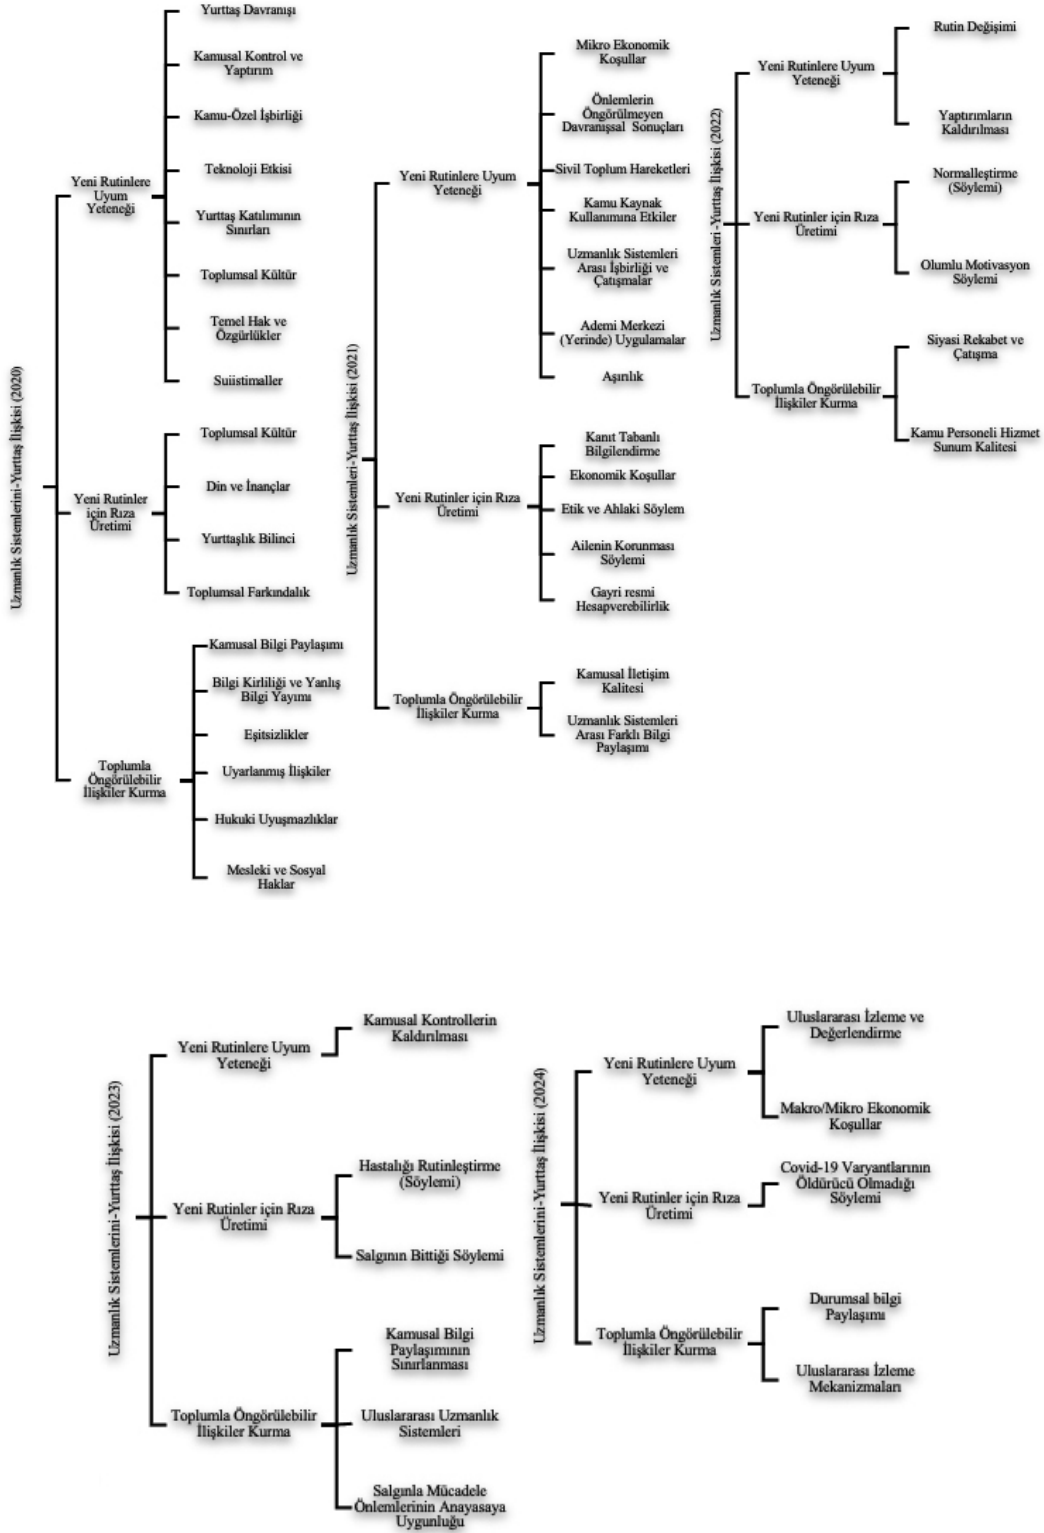 Uzmanlık Sistemlerini-Yurttaş İlişkisi (2020)
Yeni Rutinlere
Uyum
Yeteneği
Yurttaş Davranışı
Kamusal Kontrol ve
Yaptırım
Kamu-Özel İşbirliği
Teknoloji Etkisi
Yurttaş Katılımının
Sınırları
Toplumsal Kültür
Temel Hak ve
Özgürlükler
Suiistimaller
Yeni Rutinler
için Rıza
Üretimi
Toplumsal Kültür
Din ve İnançlar
Yurttaşlık Bilinci
Toplumsal Farkındalık
Toplumla
Öngörülebilir
İlişkiler Kurma
Kamusal Bilgi Paylaşımı
Bilgi Kirliliği ve Yanlış
Bilgi Yayımı
Eşitsizlikler
Uyarlanmış İlişkiler
Hukuki Uyuşmazlıklar
Mesleki ve Sosyal
Haklar
Uzmanlık Sistemleri-Yurttaş İlişkisi (2021)
Yeni Rutinlere Uyum
Yeteneği
Mikro Ekonomik
Koşullar
Önlemlerin
Öngörülmeyen
Davranışsal Sonuçları
Sivil Toplum Hareketleri
Kamu Kaynak
Kullanımına Etkiler
Uzmanlık Sistemleri
Arası İşbirliği ve
Çatışmalar
Ademi Merkezi
(Yerinde) Uygulamalar
Aşırılık
Yeni Rutinler için Rıza
Üretimi
Kanıt Tabanlı
Bilgilendirme
Ekonomik Koşullar
Etik ve Ahlaki Söylem
Ailenin Korunması
Söylemi
Gayri resmi
Hesapverebilirlik
Toplumla Öngörülebilir
İlişkiler Kurma
Kamusal İletişim
Kalitesi
Uzmanlık Sistemleri
Arası Farklı Bilgi
Paylaşımı
Uzmanlık Sistemleri -Yurttaş İlişkisi (2022)
Yeni Rutinlere Uyum
Yeteneği
Rutin Değişimi
Yaptırımların
Kaldırılması
Yeni Rutinler için Rıza
Üretimi
Normalleştirme
(Söylemi)
Olumlu Motivasyon
Söylemi
Toplumla Öngörülebilir
İlişkiler Kurma
Siyasi Rekabet ve
Çatışma
Kamu Personeli Hizmet
Sunum Kalitesi
Uzmanlık Sistemlerini-Yurttaş İlişkisi (2023)
Yeni Rutinlere Uyum
Yeteneği
Kamusal Kontrollerin
Kaldırılması
Yeni Rutinler için Rıza
Üretimi
Hastalığı Rutinleştirme
(Söylemi)
Salgının Bittiği Söylemi
Toplumla Öngörülebilir
İlişkiler Kurma
Kamusal Bilgi
Paylaşımının
Sınırlanması
Uluslararası Uzmanlık
Sistemleri
Salgınla Mücadele
Önlemlerinin Anayasaya
Uygunluğu
Uzmanlık Sistemlerini-Yurttaş İlişkisi (2024)
Yeni Rutinlere Uyum
Yeteneği
Uluslararası İzleme ve
Değerlendirme
Makro/Mikro Ekonomik
Koşullar
Yeni Rutinler için Rıza
Üretimi
Covid-19 Varyantlarının
Öldürücü Olmadığı
Söylemi
Toplumla Öngörülebilir
İlişkiler Kurma
Durumsal bilgi
Paylaşımı
Uluslararası İzleme
Mekanizmaları